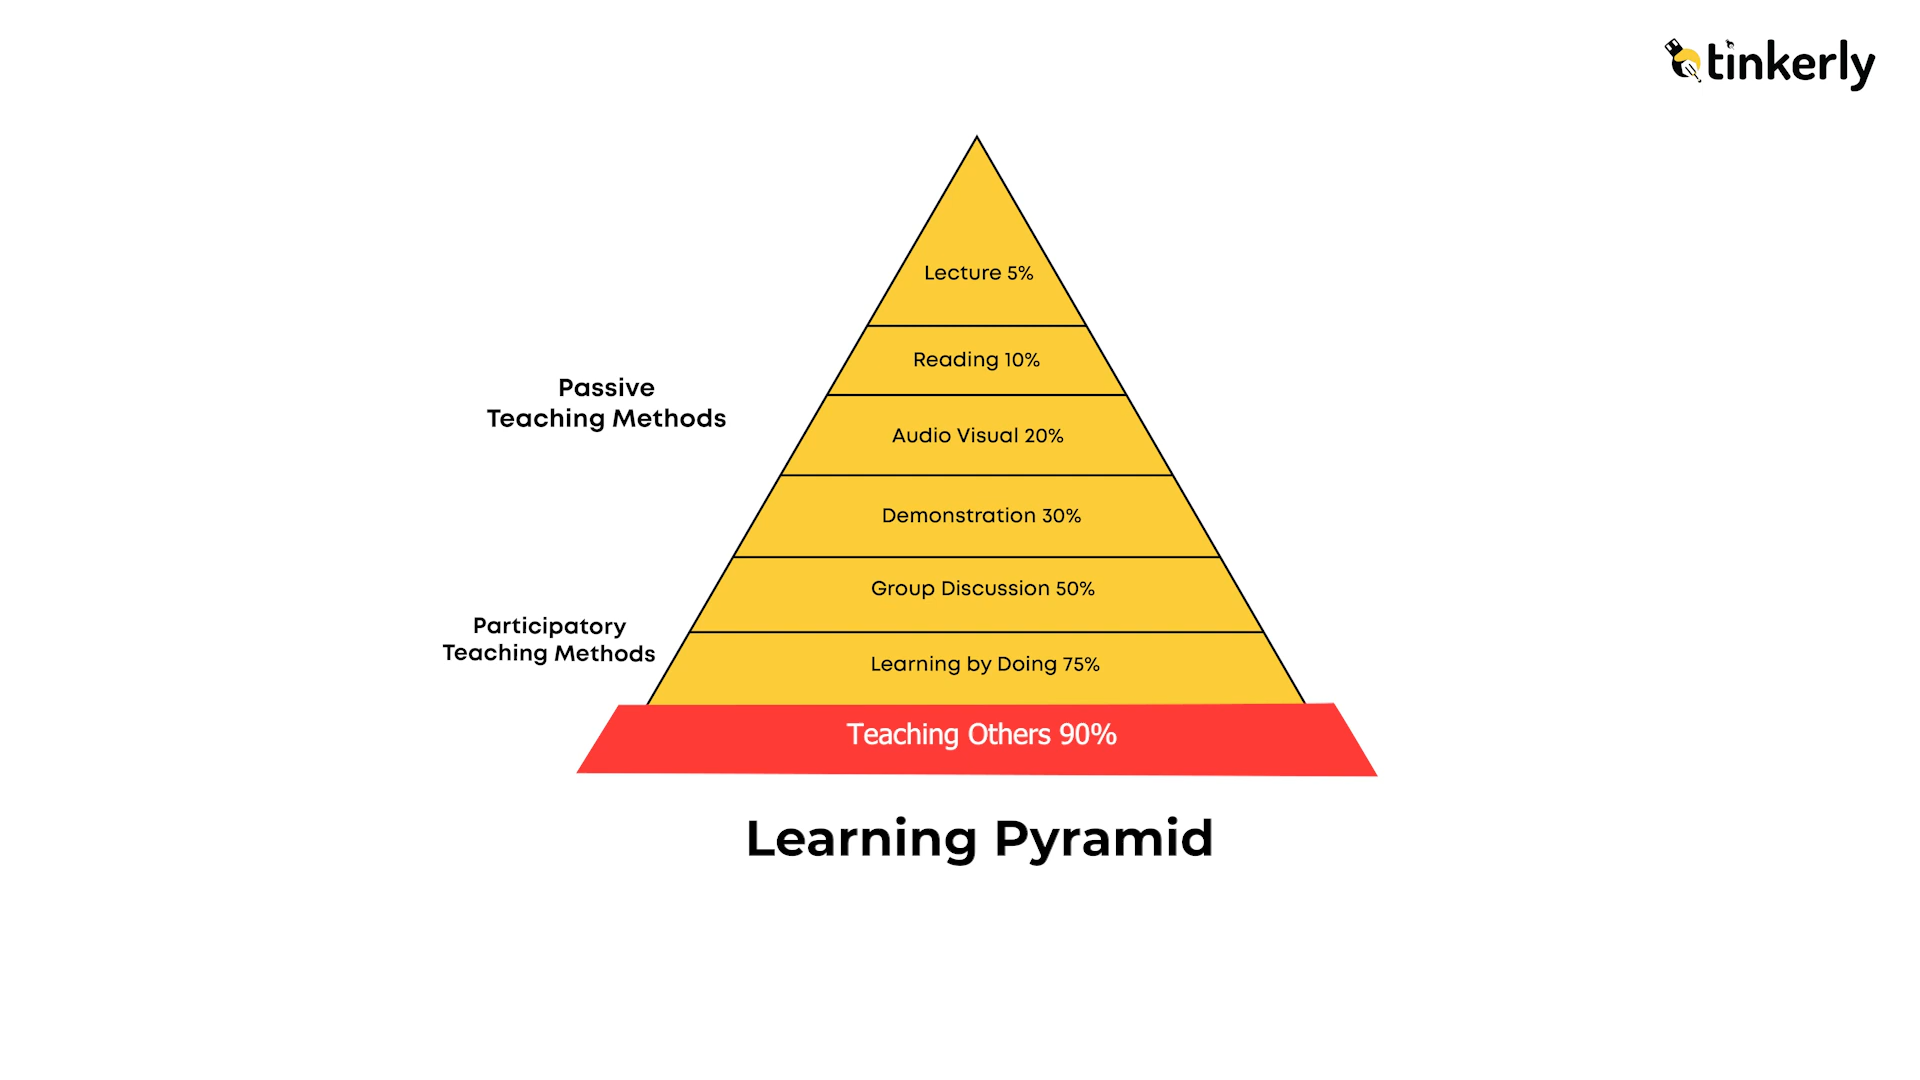 tinkerly
Lecture 5%
Reading 10%
Passive
Teaching Methods
Audio Visual 20%
Demonstration 30%
Group Discussion 50%
Participatory
Teaching Methods
Learning by Doing 75%
Teaching Others 90%
Learning Pyramid